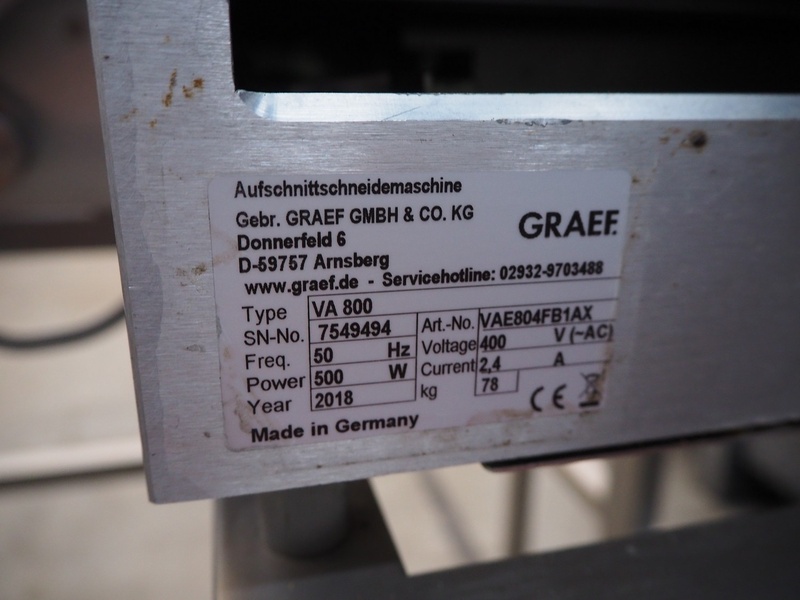 Aufschnittschneidemaschine
Gebr. GRAEF GMBH & CO. KG
GRAEF.
Donnerfeld 6
D-59757 Arnsberg
www.graef.de - Servicehotline: 02932-9703488
Type VA 800
SN-No. 7549494 Art.-No. VAE804FB1AX
Freq. 50 Hz Voltage 400 V (~AC)
Power 500 W Current 2,4 A
Year 2018 kg 78
CE
Made in Germany